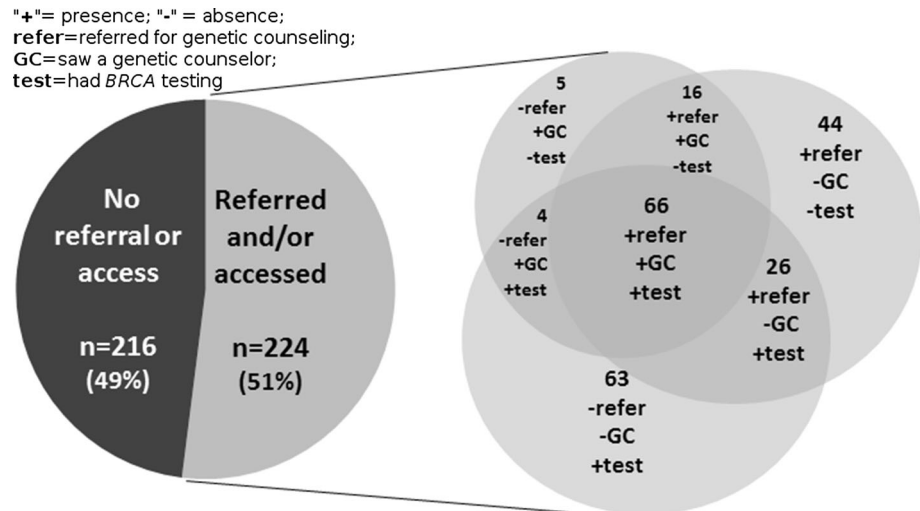 "+"= presence; "-" = absence;
refer=referred for genetic counseling;
GC=saw a genetic counselor;
test=had BRCA testing
No
referral or
access
n=216
(49%)
Referred
and/or
accessed
n=224
(51%)
5
-refer
+GC
-test
16
+refer
+GC
-test
44
+refer
-GC
-test
4
-refer
+GC
+test
66
+refer
+GC
+test
26
+refer
-GC
+test
63
-refer
-GC
+test